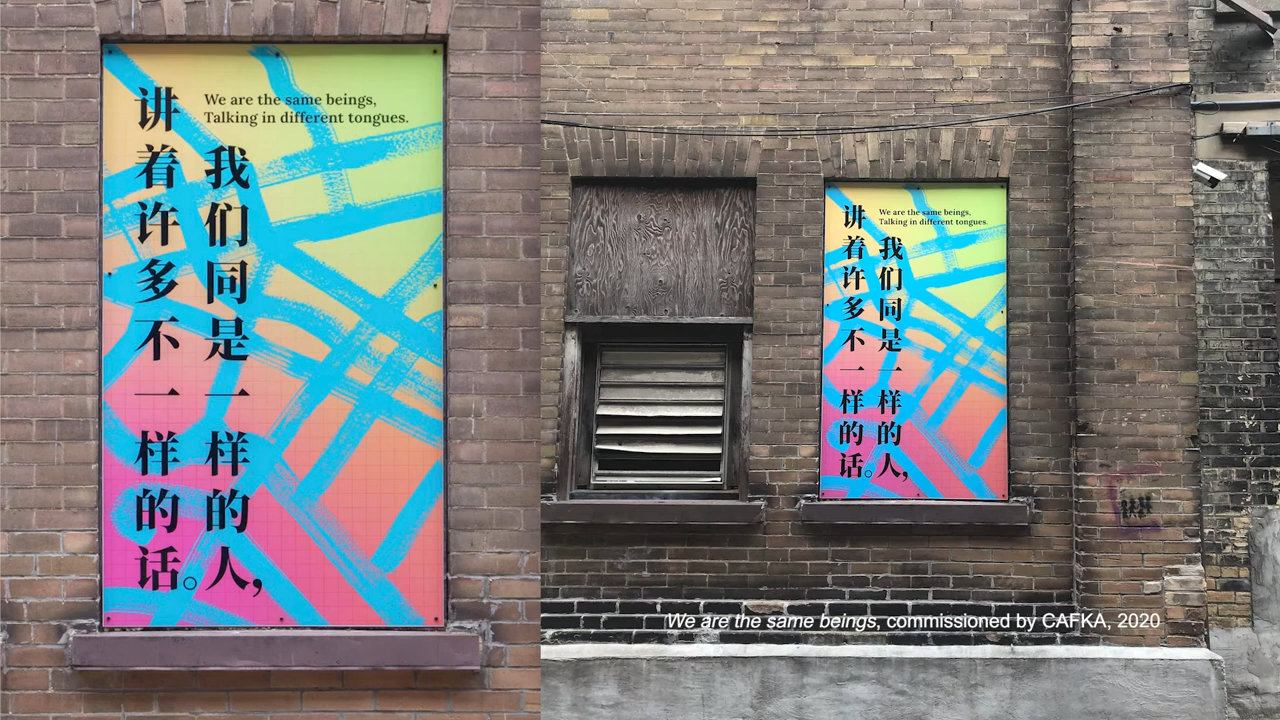 We are the same beings,
Talking in different tongues.
我们同是一样的人,
讲着许多不一样的话。
We are the same beings,
Talking in different tongues.
我们同是一样的人,
讲着许多不一样的话。
We are the same beings, commissioned by CAFKA, 2020